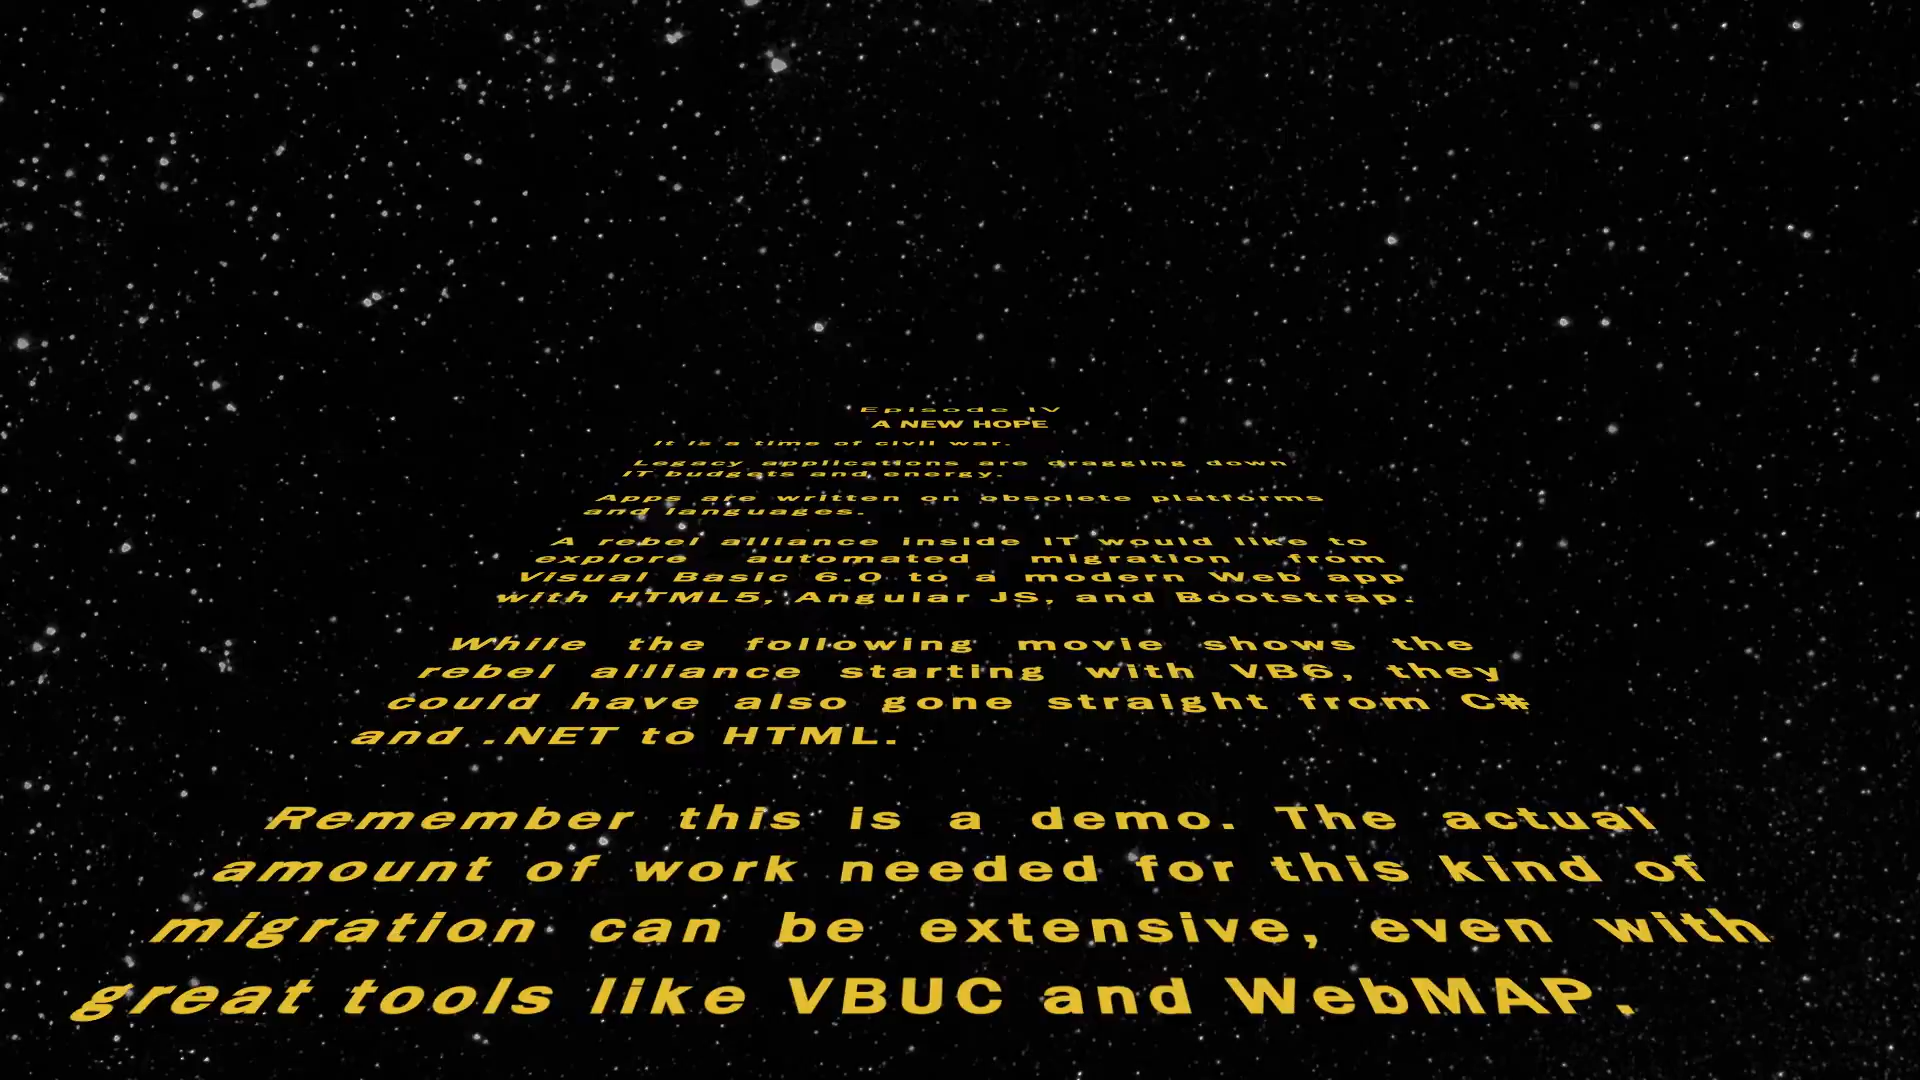 Episode IV
A NEW HOPE
It is a time of civil war.
Legacy applications are dragging down
IT budgets and energy.
Apps are written on obsolete platforms
and languages.
A rebel alliance inside IT would like to
explore automated migration from
Visual Basic 6.0 to a modern Web app
with HTML5, Angular JS, and Bootstrap.
While the following movie shows the
rebel alliance starting with VB6, they
could have also gone straight from C#
and .NET to HTML.
Remember this is a demo. The actual
amount of work needed for this kind of
migration can be extensive, even with
great tools like VBUC and WebMAP.